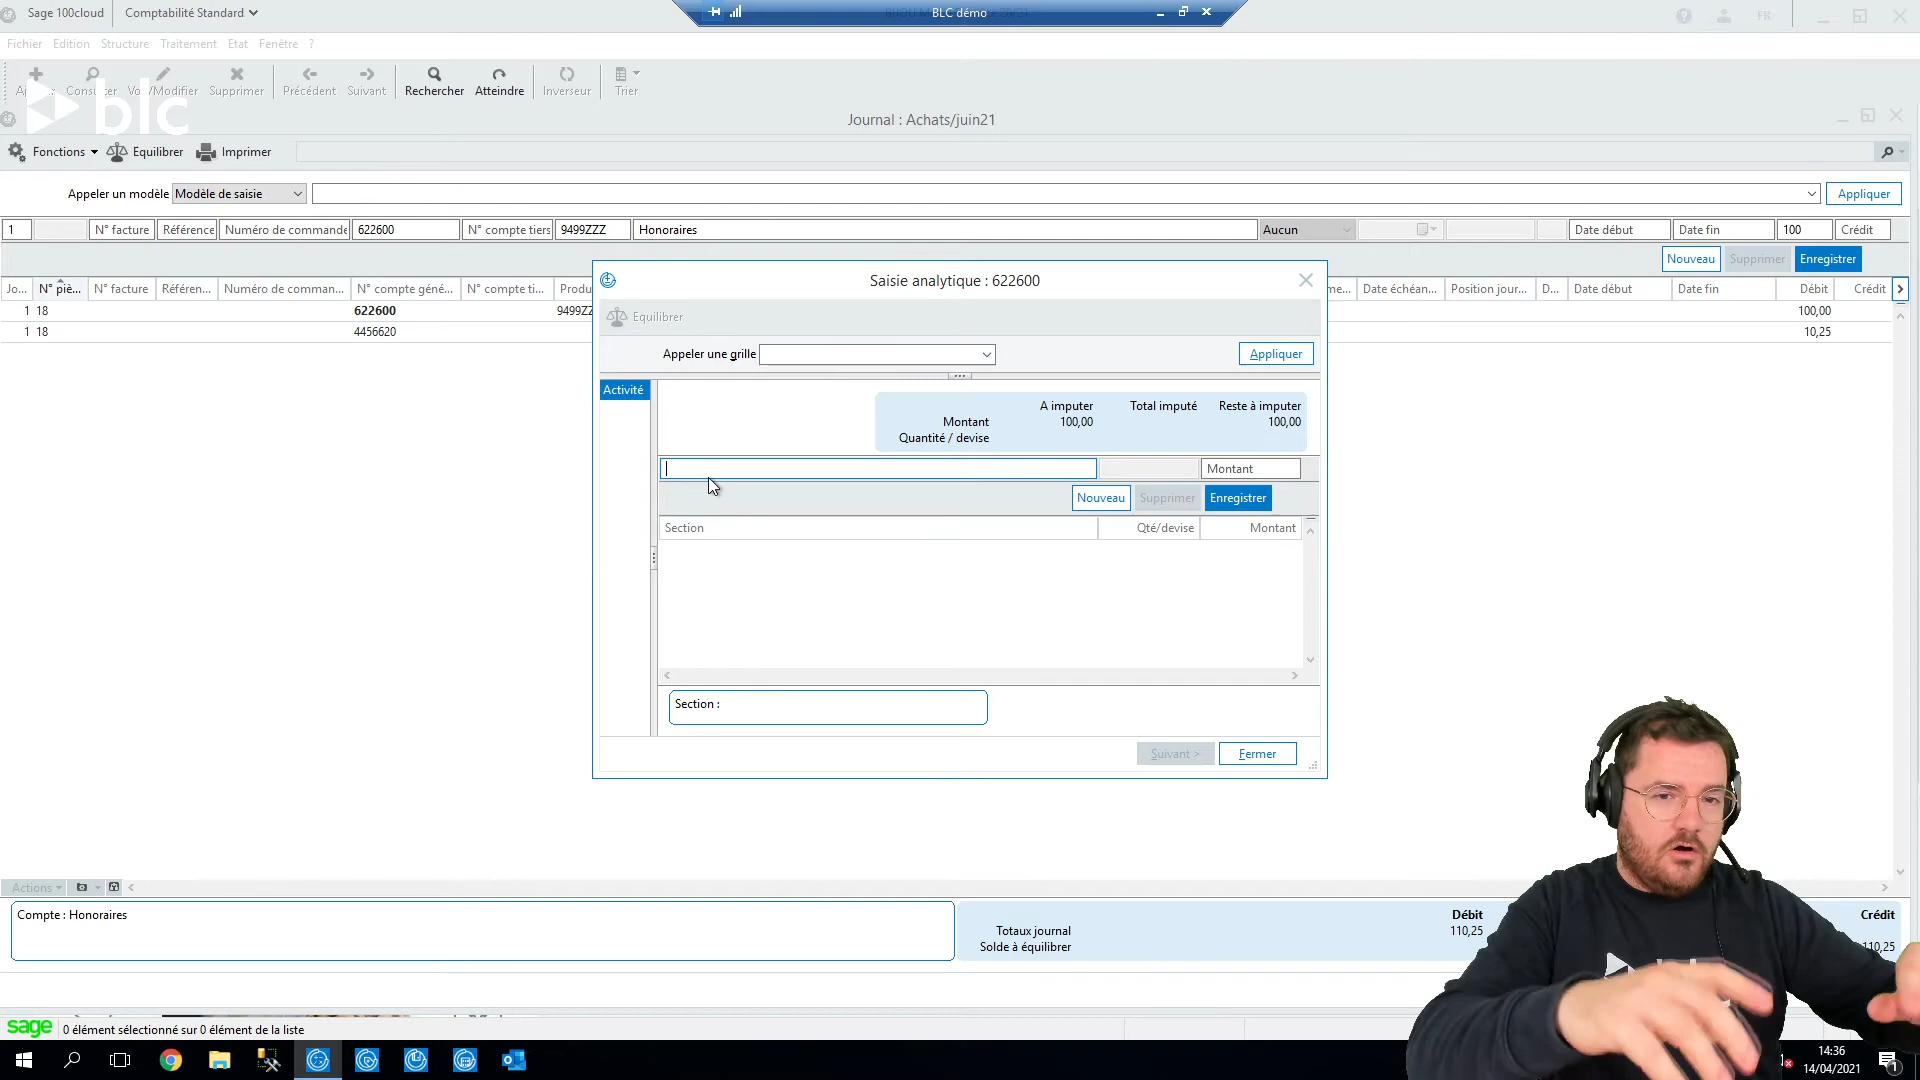 Sage 100cloud
Comptabilité Standard
BLC démo
FR
Fichier Edition Structure Traitement Etat Fenêtre ?
Consulter Voir/Modifier Supprimer Précédent Suivant Rechercher Atteindre Inverseur Trier
blc
Journal : Achats/juin21
Fonctions Equilibrer Imprimer
Appeler un modèle Modèle de saisie Appliquer
1 N° facture Référence Numéro de commande 622600 N° compte tiers 9499ZZZ Honoraires Aucun Date début Date fin 100 Crédit
Nouveau Supprimer Enregistrer
Jo... N° piè... N° facture Référen... Numéro de comman... N° compte géné... N° compte ti... Date échéan... Position jour... D... Date début Date fin Débit Crédit
1 18 622600 100,00
1 18 4456620 10,25
Saisie analytique : 622600
Equilibrer
Appeler une grille Appliquer
Activité
A imputer Total imputé Reste à imputer
Montant 100,00 100,00
Quantité / devise
Montant
Nouveau Supprimer Enregistrer
Section Qté/devise Montant
Section :
Suivant > Fermer
Actions
Compte : Honoraires
Débit Crédit
Totaux journal 110,25
Solde à équilibrer 110,25
sage 0 élément sélectionné sur 0 élément de la liste
14:36
14/04/2021
1